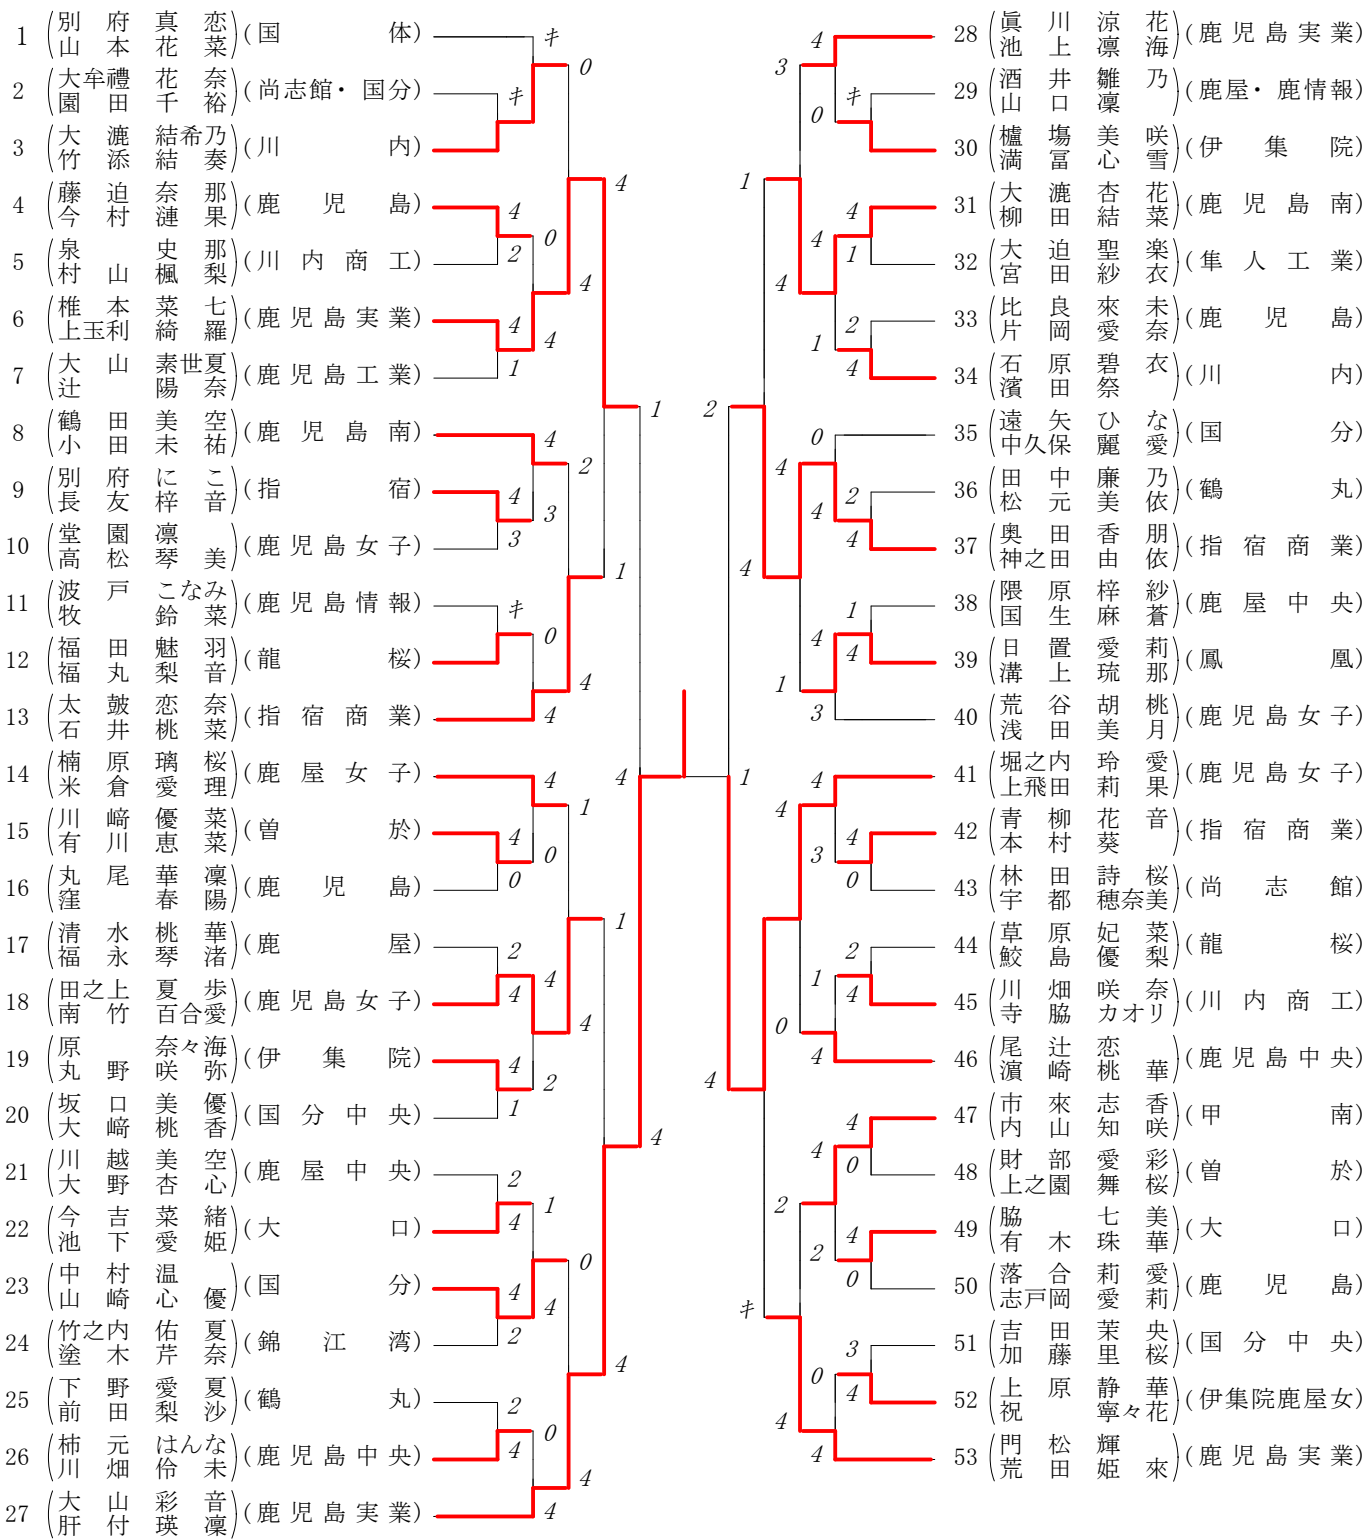 1 (別府真恋 山本花菜) (国体)
2 (大牟禮花奈 園田千裕) (尚志館・国分)
3 (大漉結希乃 竹添結奏) (川内)
4 (藤迫奈那 今村漣果) (鹿児島)
5 (泉史那 村山楓梨) (川内商工)
6 (椎本菜七 上玉利綺羅) (鹿児島実業)
7 (大山素世夏 辻陽奈) (鹿児島工業)
8 (鶴田美空 小田未祐) (鹿児島南)
9 (別府にこ 長友梓音) (指宿)
10 (堂園凛 高松琴美) (鹿児島女子)
11 (波戸こなみ 牧鈴菜) (鹿児島情報)
12 (福田魅羽 福丸梨音) (龍桜)
13 (太鼓恋奈 石井桃菜) (指宿商業)
14 (楠原璃桜 米倉愛理) (鹿屋女子)
15 (川﨑優菜 有川恵菜) (曽於)
16 (丸尾華凜 窪春陽) (鹿児島)
17 (清水桃華 福永琴渚) (鹿屋)
18 (田之上夏歩 南竹百合愛) (鹿児島女子)
19 (原奈々海 丸野咲弥) (伊集院)
20 (坂口美優 大﨑桃香) (国分中央)
21 (川越美空 大野杏心) (鹿屋中央)
22 (今吉菜緒 池下愛姫) (大口)
23 (中村温 山崎心優) (国分)
24 (竹之内佑夏 塗木芹奈) (錦江湾)
25 (下野愛夏 前田梨沙) (鶴丸)
26 (柿元はんな 川畑伶未) (鹿児島中央)
27 (大山彩音 肝付瑛凜) (鹿児島実業)
28 (眞川涼花 池上凛海) (鹿児島実業)
29 (酒井雛乃 山口凜) (鹿屋・鹿情報)
30 (櫨場美咲 満冨心雪) (伊集院)
31 (大漉杏花 柳田結菜) (鹿児島南)
32 (大迫聖楽 宮田紗衣) (隼人工業)
33 (比良來未 片岡愛奈) (鹿児島)
34 (石原碧衣 濱田祭) (川内)
35 (遠矢ひな 中久保麗愛) (国分)
36 (田中廉乃 松元美依) (鶴丸)
37 (奥田香朋 神之田由依) (指宿商業)
38 (隈原梓紗 国生麻蒼) (鹿屋中央)
39 (日置愛莉 溝上琉那) (鳳凰)
40 (荒谷胡桃 浅田美月) (鹿児島女子)
41 (堀之内玲愛 上飛田莉果) (鹿児島女子)
42 (青柳花音 本村葵) (指宿商業)
43 (林田詩桜 宇都穂奈美) (尚志館)
44 (草原妃菜 鮫島優梨) (龍桜)
45 (川畑咲奈 寺脇カオリ) (川内商工)
46 (尾辻恋 濵崎桃華) (鹿児島中央)
47 (市來志香 内山知咲) (甲南)
48 (財部愛彩 上之園舞桜) (曽於)
49 (脇七美 有木珠華) (大口)
50 (落合莉愛 志戸岡愛莉) (鹿児島)
51 (吉田茉央 加藤里桜) (国分中央)
52 (上原静華 祝寧々花) (伊集院鹿屋女)
53 (門松輝 荒田姫來) (鹿児島実業)